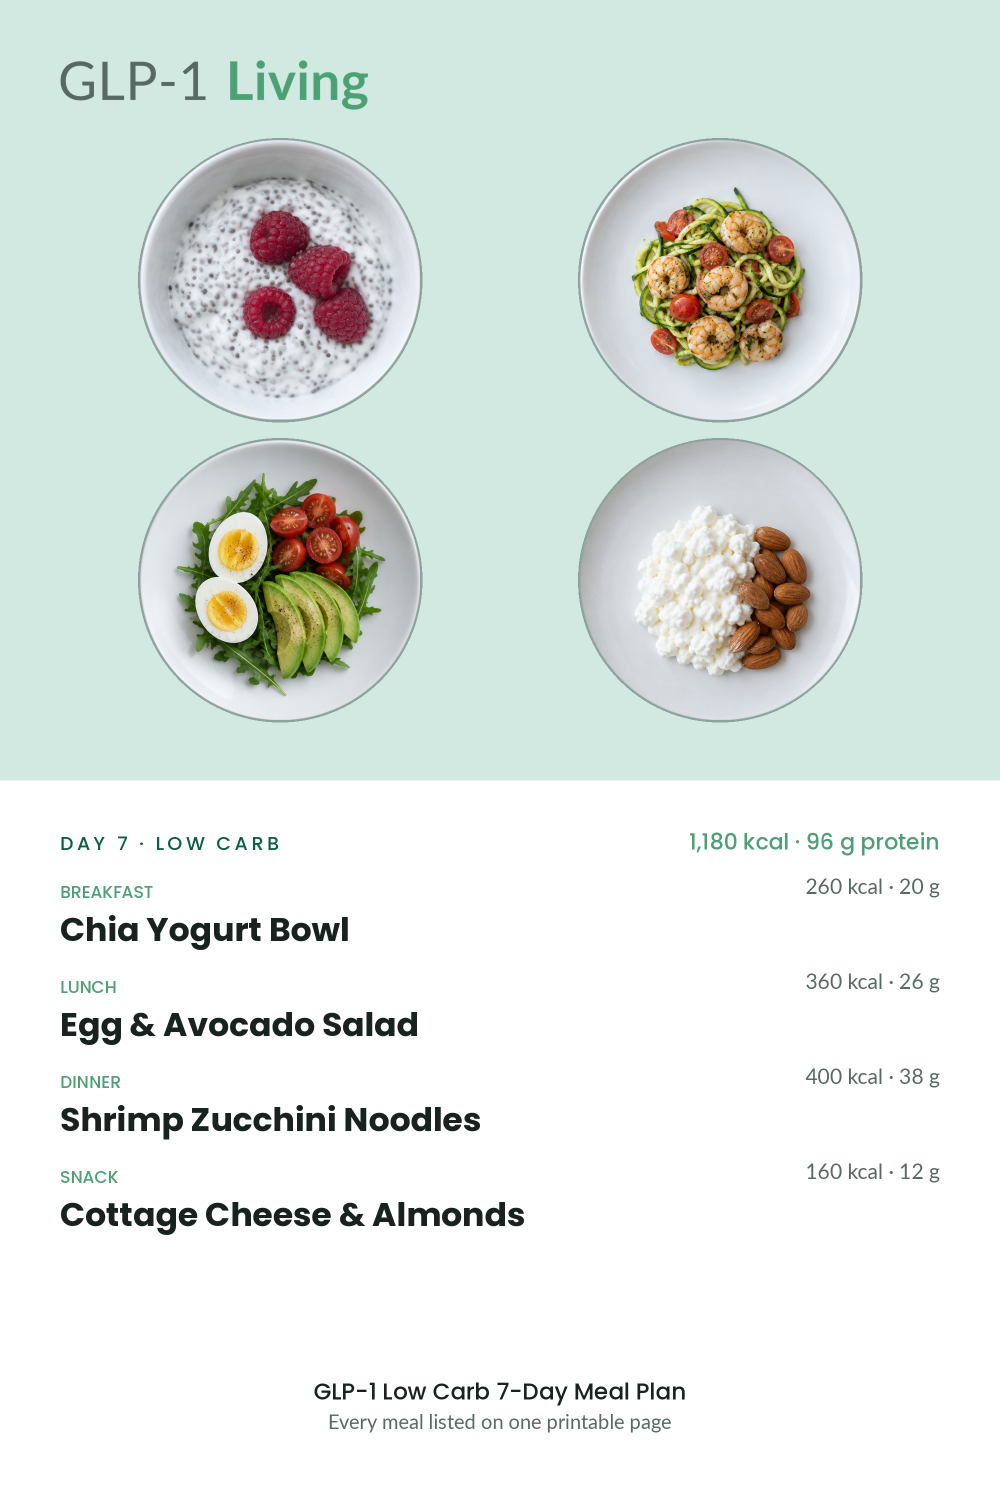 GLP-1 Living
DAY 7 · LOW CARB
1,180 kcal · 96 g protein
BREAKFAST
260 kcal · 20 g
Chia Yogurt Bowl
LUNCH
360 kcal · 26 g
Egg & Avocado Salad
DINNER
400 kcal · 38 g
Shrimp Zucchini Noodles
SNACK
160 kcal · 12 g
Cottage Cheese & Almonds
GLP-1 Low Carb 7-Day Meal Plan
Every meal listed on one printable page